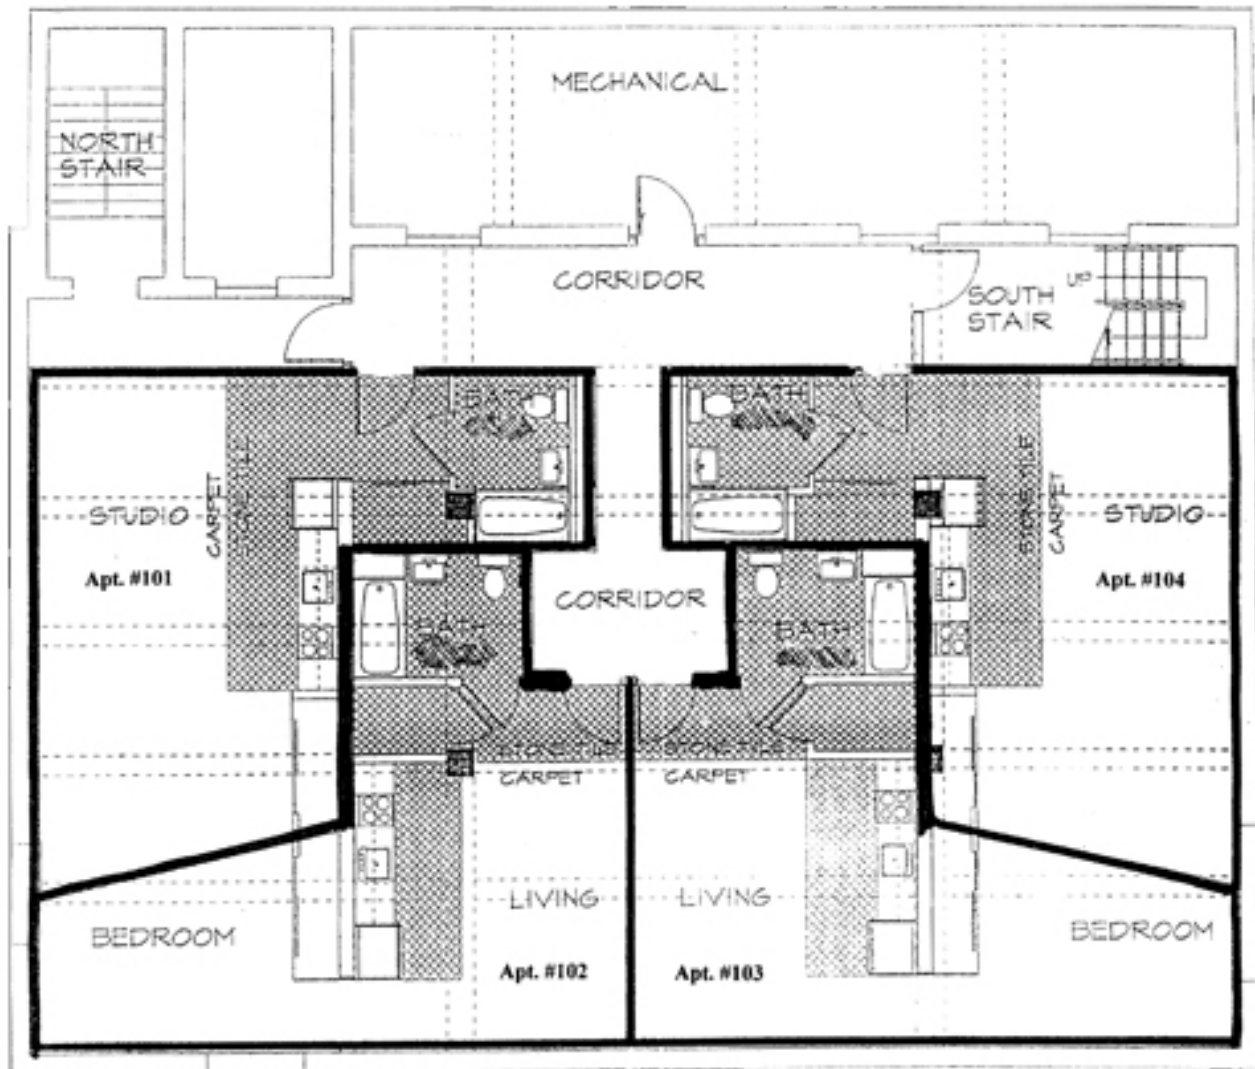 MECHANICAL
NORTH
STAIR
CORRIDOR
UP
SOUTH
STAIR
BATH
BATH
STONE TILE
CARPET
STUDIO
Apt. #101
STONE TILE
CARPET
STUDIO
Apt. #104
CORRIDOR
BATH
BATH
STONE TILE
CARPET
STONE TILE
CARPET
LIVING
LIVING
BEDROOM
BEDROOM
Apt. #102
Apt. #103